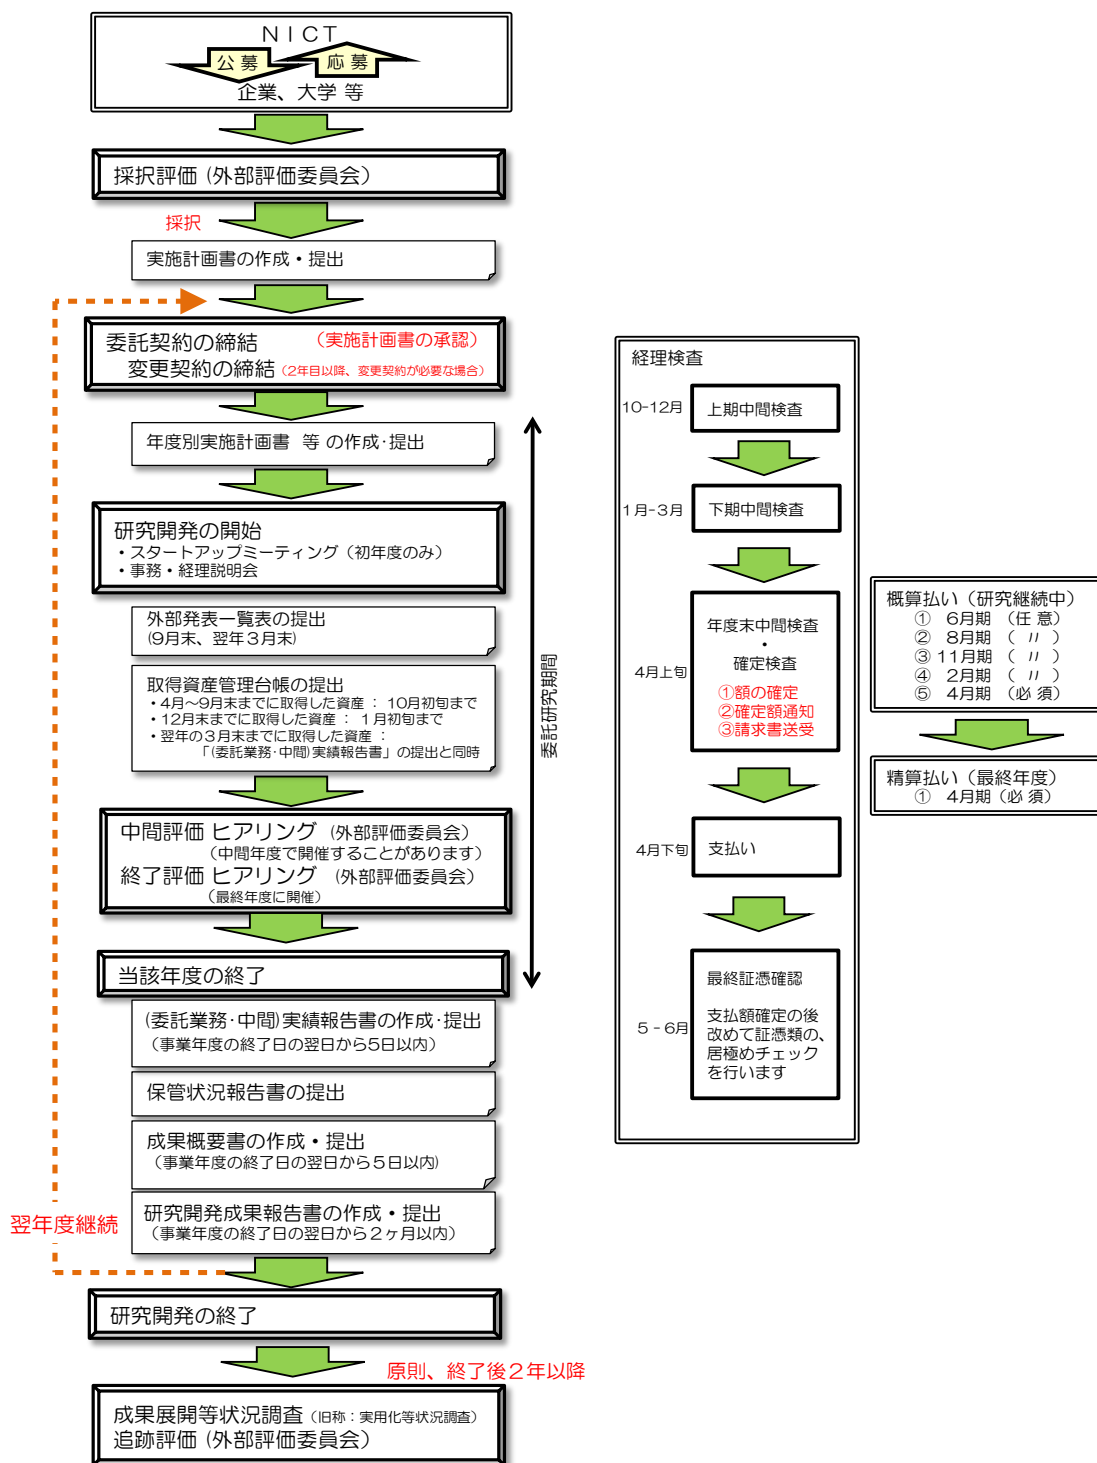 ＮＩＣＴ
公 募
応 募
企業、大学 等
採択評価 (外部評価委員会）
採択
実施計画書の作成・提出
委託契約の締結 （実施計画書の承認）
変更契約の締結（2年目以降、変更契約が必要な場合）
年度別実施計画書 等 の作成･提出
研究開発の開始
・スタートアップミーティング（初年度のみ）
・事務・経理説明会
外部発表一覧表の提出
(9月末、翌年３月末)
取得資産管理台帳の提出
・4月～9月末までに取得した資産 ： 10月初旬まで
・12月末までに取得した資産 ： １月初旬まで
・翌年の３月末までに取得した資産 ：
「(委託業務･中間)実績報告書」の提出と同時
委託研究期間
中間評価 ヒアリング （外部評価委員会）
（中間年度で開催することがあります）
終了評価 ヒアリング （外部評価委員会）
（最終年度に開催）
当該年度の終了
(委託業務･中間)実績報告書の作成･提出
（事業年度の終了日の翌日から5日以内）
保管状況報告書の提出
成果概要書の作成・提出
（事業年度の終了日の翌日から５日以内)
研究開発成果報告書の作成・提出
（事業年度の終了日の翌日から２ヶ月以内）
翌年度継続
研究開発の終了
原則、終了後２年以降
成果展開等状況調査（旧称：実用化等状況調査）
追跡評価 (外部評価委員会）
経理検査
10-12月
上期中間検査
１月-３月
下期中間検査
4月上旬
年度末中間検査
・
確定検査
①額の確定
②確定額通知
③請求書送受
4月下旬
支払い
５－６月
最終証憑確認
支払額確定の後
改めて証憑類の、
居極めチェック
を行います
概算払い（研究継続中）
① 6月期 （任 意）
② 8月期 （ 〃 ）
③ 11月期 （ 〃 ）
④ 2月期 （ 〃 ）
⑤ 4月期 （必 須）
精算払い（最終年度）
① 4月期（必 須）